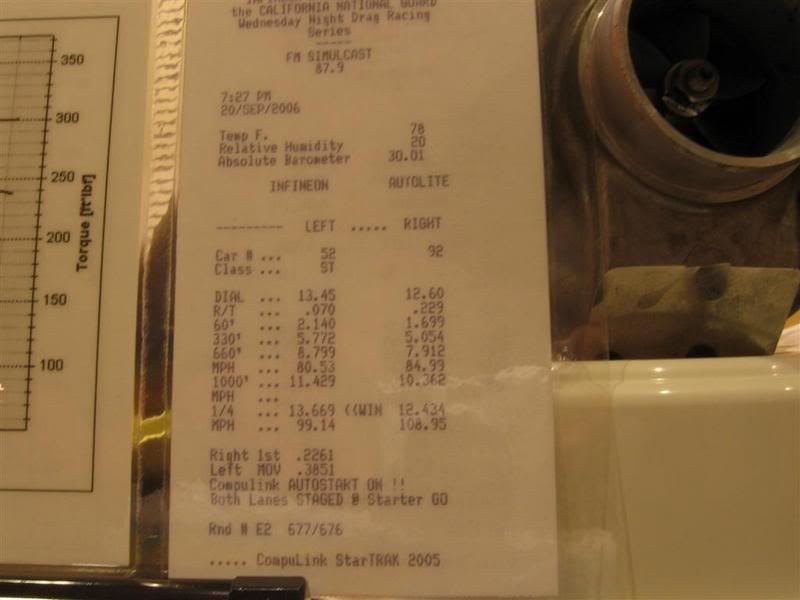 the CALIFORNIA NATIONAL GUARD
Wednesday Night Drag Racing
Series
-----
FM SIMULCAST
87.9
7:27 PM
20/SEP/2006
Temp F. 78
Relative Humidity 20
Absolute Barometer 30.01
INFINEON AUTOLITE
--------- LEFT ..... RIGHT
Car # ... 52 92
Class ... ST
DIAL ... 13.45 12.60
R/T ... .070 .229
60' ... 2.140 1.699
330' ... 5.772 5.054
660' ... 8.799 7.912
MPH ... 80.53 84.99
1000' ... 11.429 10.362
MPH ...
1/4 ... 13.669 ((WIN 12.434
MPH ... 99.14 108.95
Right 1st .2261
Left MOV .3851
Compulink AUTOSTART ON !!
Both Lanes STAGED @ Starter GO
Rnd # E2 677/676
..... CompuLink StarTRAK 2005
350
300
250
200
150
100
Torque [ft*lbf]